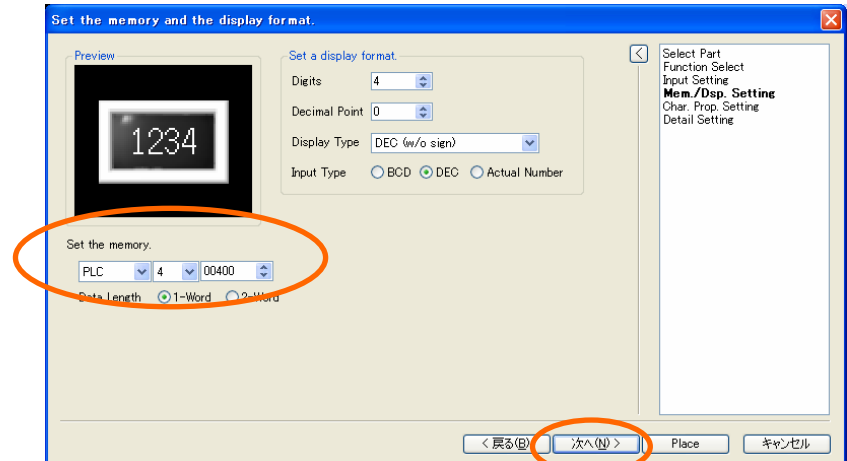 Set the memory and the display format.
Preview
1234
Set a display format.
Digits 4
Decimal Point 0
Display Type DEC (w/o sign)
Input Type BCD DEC Actual Number
Set the memory.
PLC 4 00400
Data Length 1-Word 2-Word
<
Select Part
Function Select
Input Setting
Mem./Dsp. Setting
Char. Prop. Setting
Detail Setting
< 戻る(B) 次へ(N) > Place キャンセル